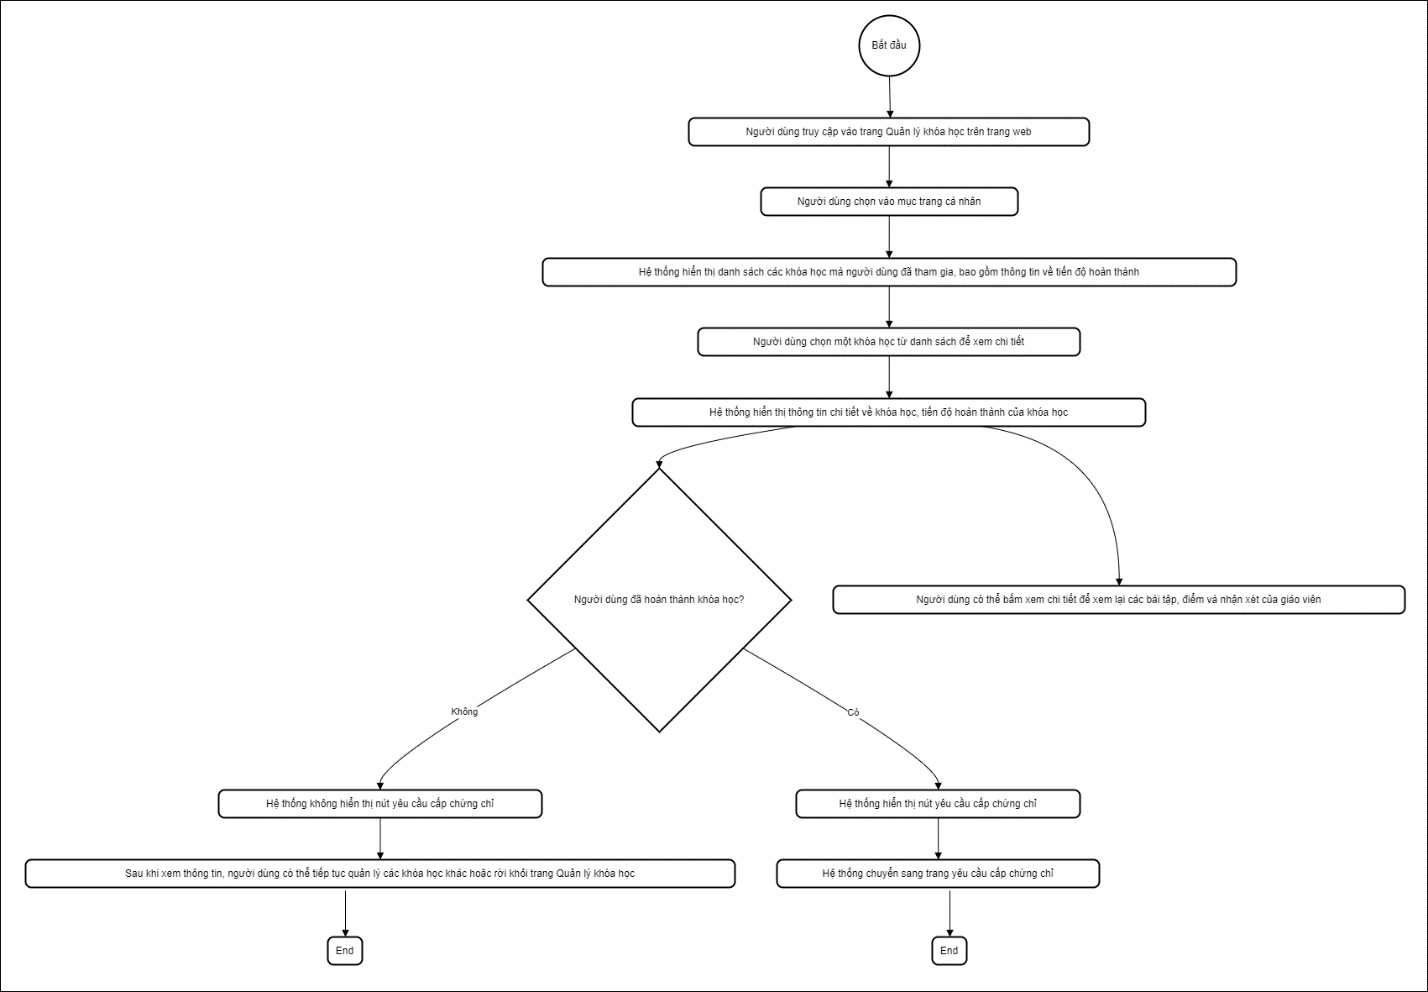 Bắt đầu
Người dùng truy cập vào trang Quản lý khóa học trên trang web
Người dùng chọn vào mục trang cá nhân
Hệ thống hiển thị danh sách các khóa học mà người dùng đã tham gia, bao gồm thông tin về tiến độ hoàn thành
Người dùng chọn một khóa học từ danh sách để xem chi tiết
Hệ thống hiển thị thông tin chi tiết về khóa học, tiến độ hoàn thành của khóa học
Người dùng đã hoàn thành khóa học?
Người dùng có thể bấm xem chi tiết để xem lại các bài tập, điểm và nhận xét của giáo viên
Không
Có
Hệ thống không hiển thị nút yêu cầu cấp chứng chỉ
Hệ thống hiển thị nút yêu cầu cấp chứng chỉ
Sau khi xem thông tin, người dùng có thể tiếp tục quản lý các khóa học khác hoặc rời khỏi trang Quản lý khóa học
Hệ thống chuyển sang trang yêu cầu cấp chứng chỉ
End
End